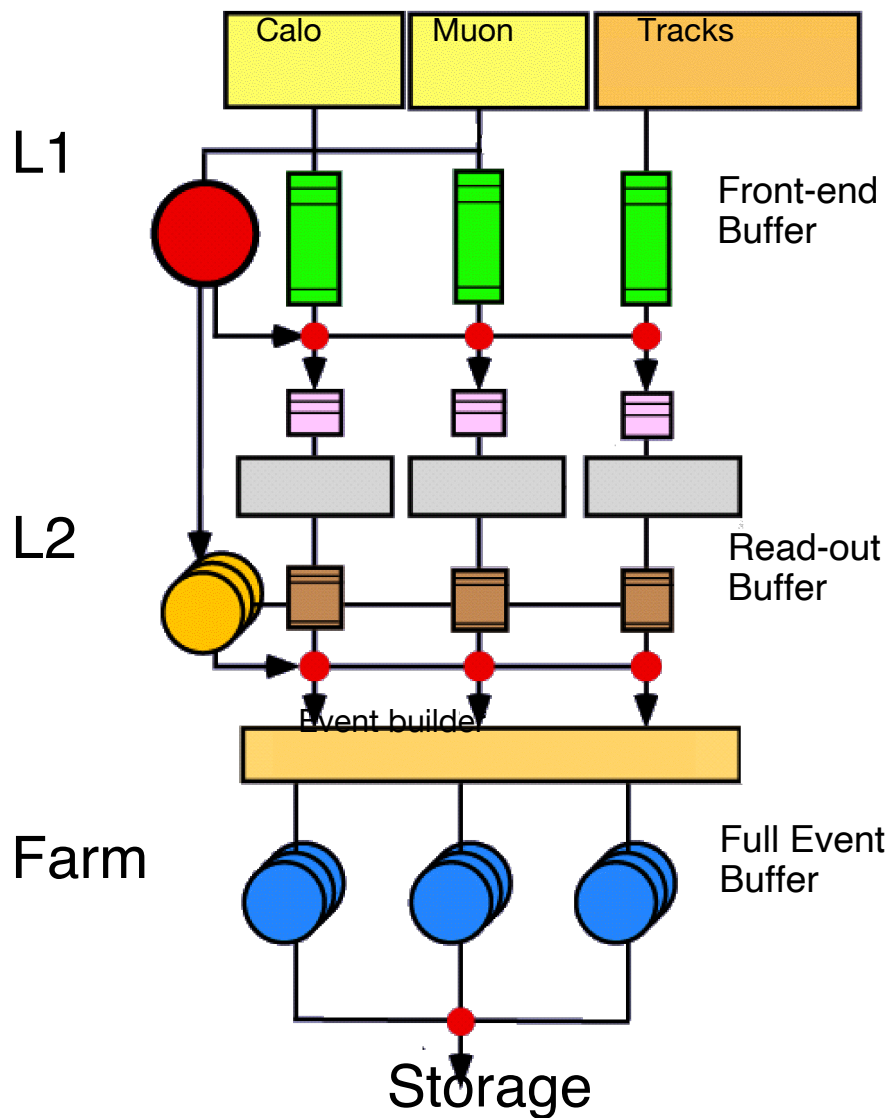 Calo
Muon
Tracks
L1
Front-end
Buffer
L2
Read-out
Buffer
Event builder
Farm
Full Event
Buffer
Storage